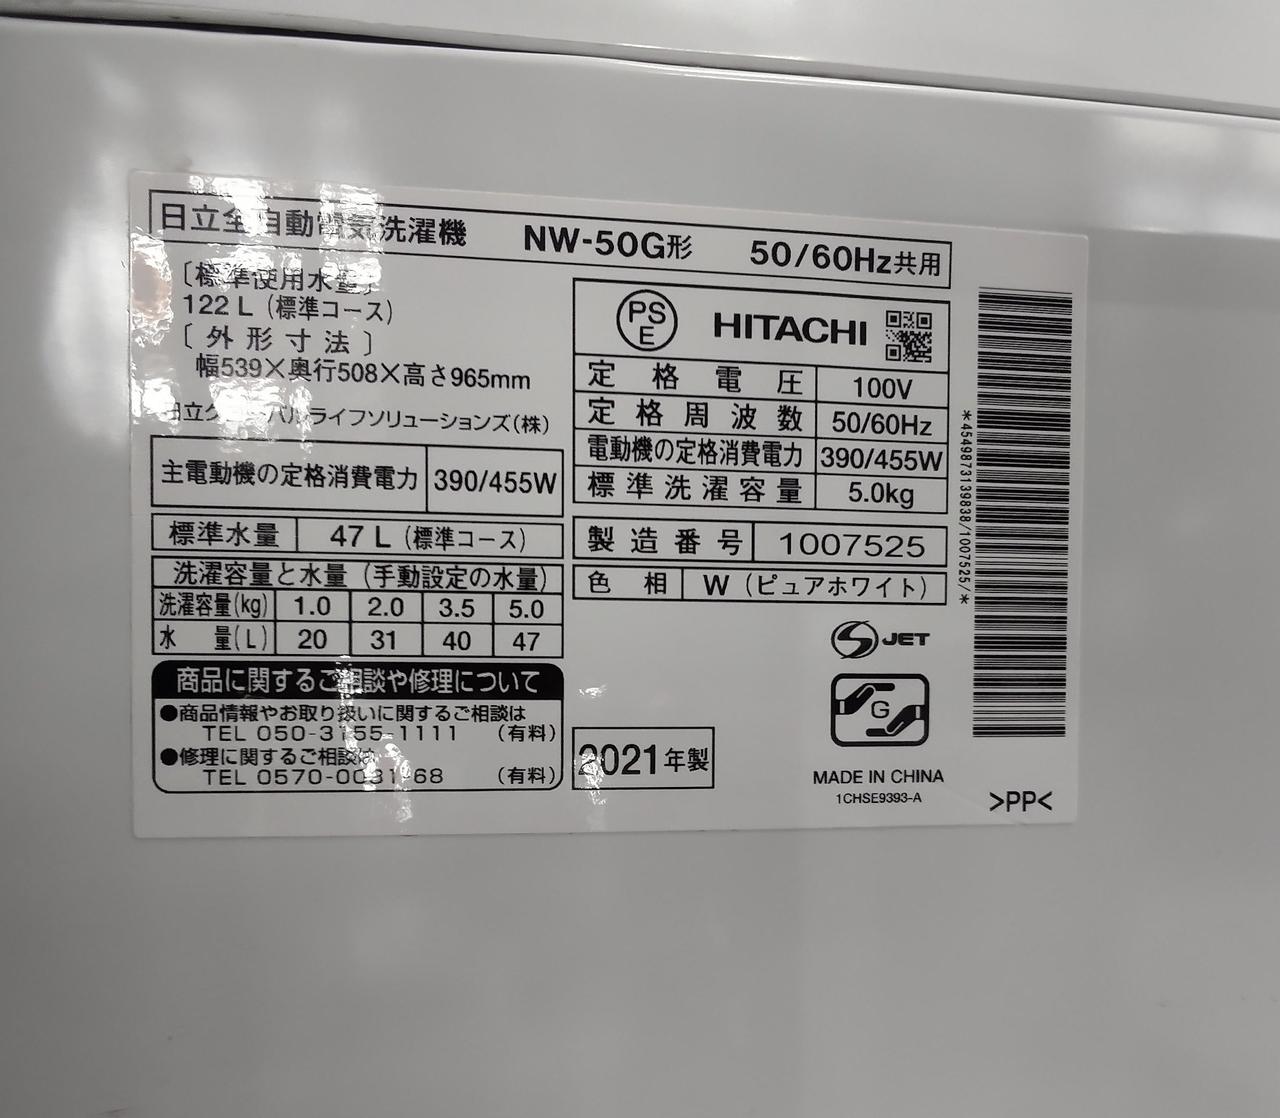 日立全自動電気洗濯機 NW-50G形 50/60Hz共用
〔標準使用水量〕
122 L (標準コース)
〔外形寸法〕
幅539×奥行508×高さ965mm
日立グローバルライフソリューションズ(株)
主電動機の定格消費電力 390/455W
標準水量 47 L (標準コース)
洗濯容量と水量 (手動設定の水量)
洗濯容量(kg) 1.0 2.0 3.5 5.0
水 量(L) 20 31 40 47
商品に関するご相談や修理について
●商品情報やお取り扱いに関するご相談は
TEL 050-3155-1111 (有料)
●修理に関するご相談は
TEL 0570-0031-68 (有料)
PS
E
HITACHI
定格電圧 100V
定格周波数 50/60Hz
電動機の定格消費電力 390/455W
標準洗濯容量 5.0kg
製造番号 1007525
色相 W (ピュアホワイト)
S JET
G
2021年製
MADE IN CHINA
1CHSE9393-A
>PP<
*4549873139838/1007525/*